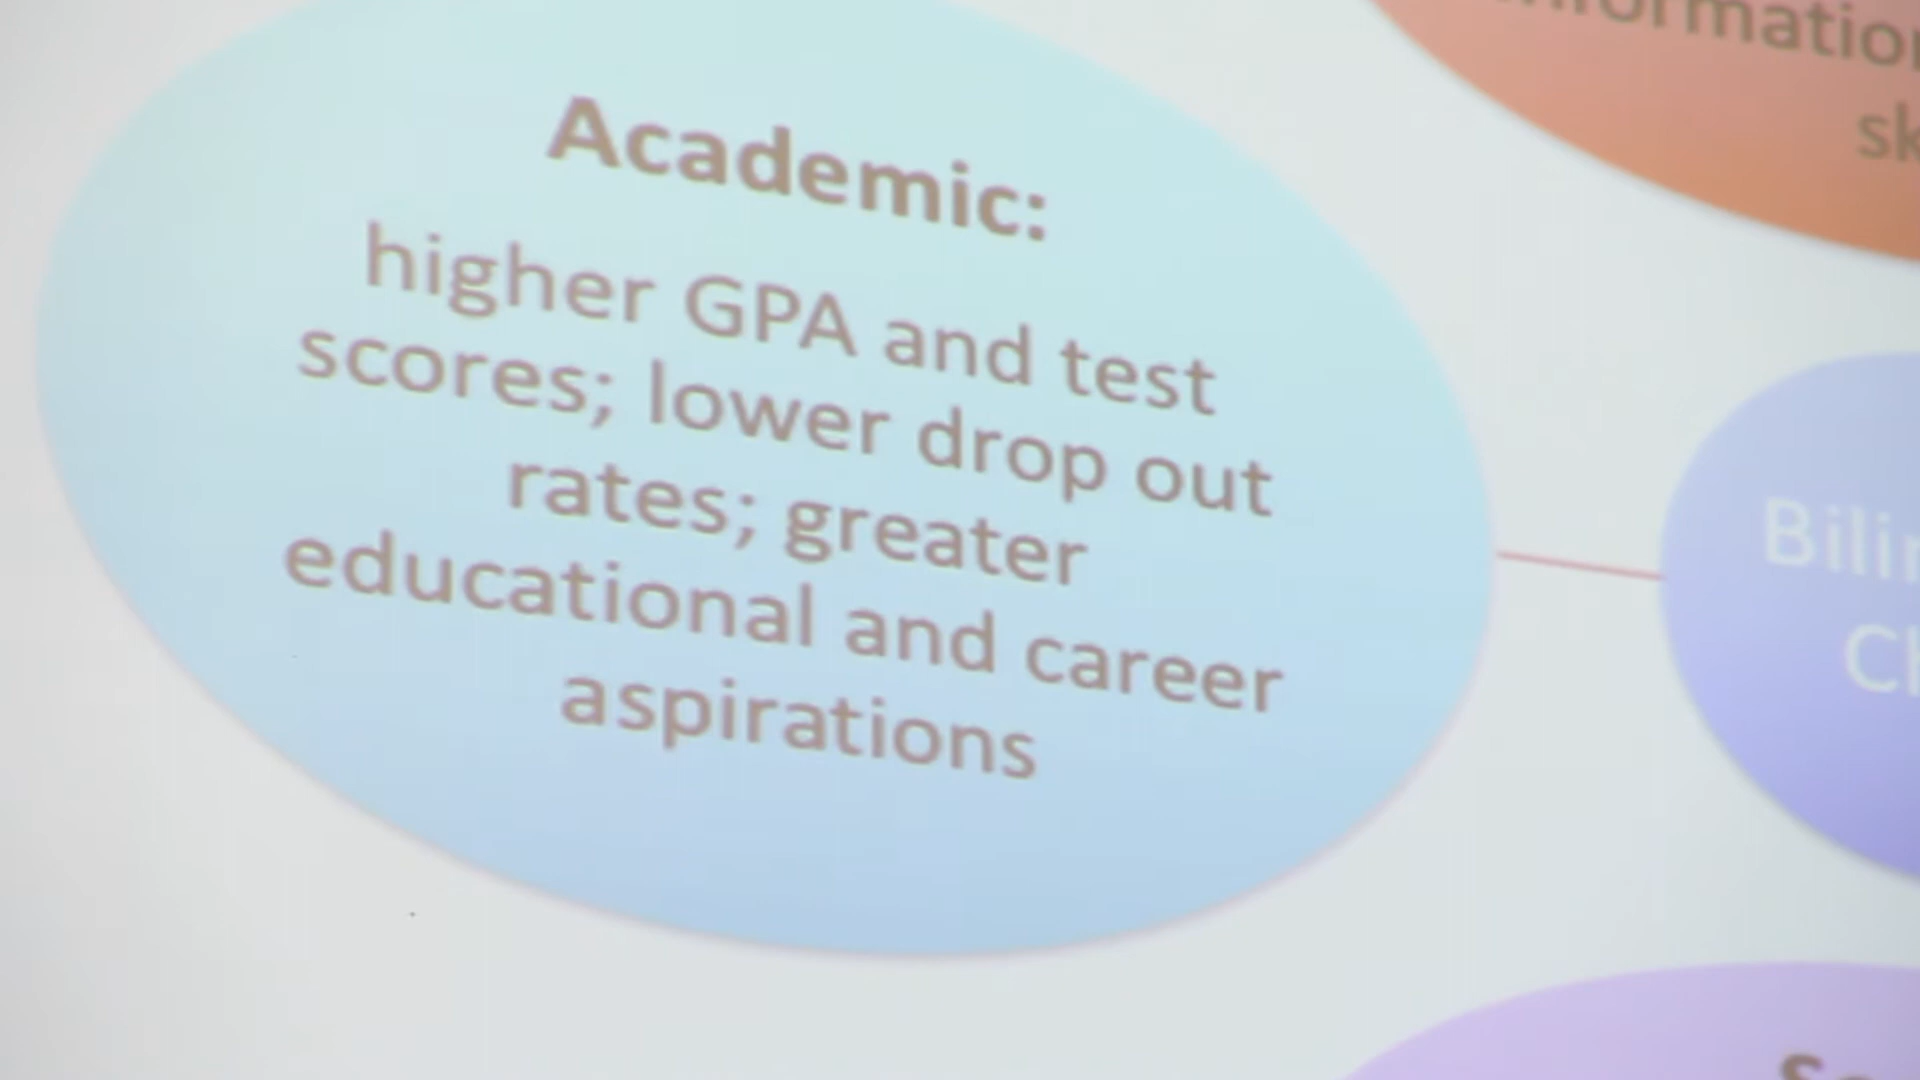 Academic:
higher GPA and test
scores; lower drop out
rates; greater
educational and career
aspirations